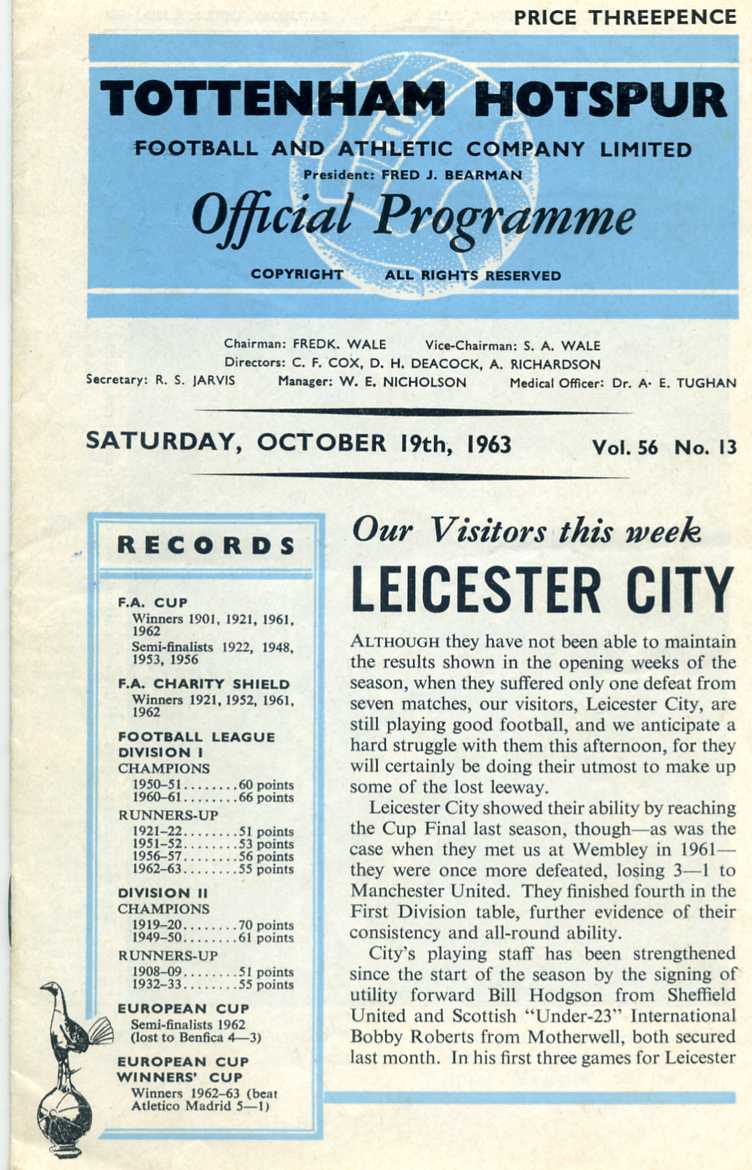 PRICE THREEPENCE
TOTTENHAM HOTSPUR
FOOTBALL AND ATHLETIC COMPANY LIMITED
President: FRED J. BEARMAN
Official Programme
COPYRIGHT ALL RIGHTS RESERVED
Chairman: FREDK. WALE Vice-Chairman: S. A. WALE
Directors: C. F. COX, D. H. DEACOCK, A. RICHARDSON
Secretary: R. S. JARVIS Manager: W. E. NICHOLSON Medical Officer: Dr. A. E. TUGHAN
SATURDAY, OCTOBER 19th, 1963 Vol. 56 No. 13
RECORDS
F.A. CUP
Winners 1901, 1921, 1961,
1962
Semi-finalists 1922, 1948,
1953, 1956
F.A. CHARITY SHIELD
Winners 1921, 1952, 1961,
1962
FOOTBALL LEAGUE
DIVISION I
CHAMPIONS
1950–51........60 points
1960–61........66 points
RUNNERS-UP
1921–22........51 points
1951–52........53 points
1956–57........56 points
1962–63........55 points
DIVISION II
CHAMPIONS
1919–20........70 points
1949–50........61 points
RUNNERS-UP
1908–09........51 points
1932–33........55 points
EUROPEAN CUP
Semi-finalists 1962
(lost to Benfica 4—3)
EUROPEAN CUP
WINNERS' CUP
Winners 1962–63 (beat
Atletico Madrid 5—1)
Our Visitors this week
LEICESTER CITY
ALTHOUGH they have not been able to maintain
the results shown in the opening weeks of the
season, when they suffered only one defeat from
seven matches, our visitors, Leicester City, are
still playing good football, and we anticipate a
hard struggle with them this afternoon, for they
will certainly be doing their utmost to make up
some of the lost leeway.
Leicester City showed their ability by reaching
the Cup Final last season, though—as was the
case when they met us at Wembley in 1961—
they were once more defeated, losing 3—1 to
Manchester United. They finished fourth in the
First Division table, further evidence of their
consistency and all-round ability.
City's playing staff has been strengthened
since the start of the season by the signing of
utility forward Bill Hodgson from Sheffield
United and Scottish "Under-23" International
Bobby Roberts from Motherwell, both secured
last month. In his first three games for Leicester